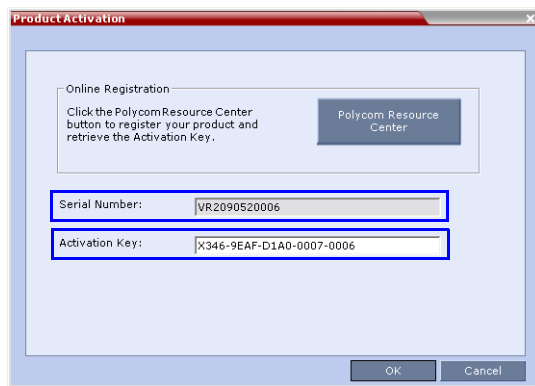 Product Activation
Online Registration
Click the Polycom Resource Center
button to register your product and
retrieve the Activation Key.
Polycom Resource
Center
Serial Number: VR2090520006
Activation Key: X346-9EAF-D1A0-0007-0006
OK Cancel